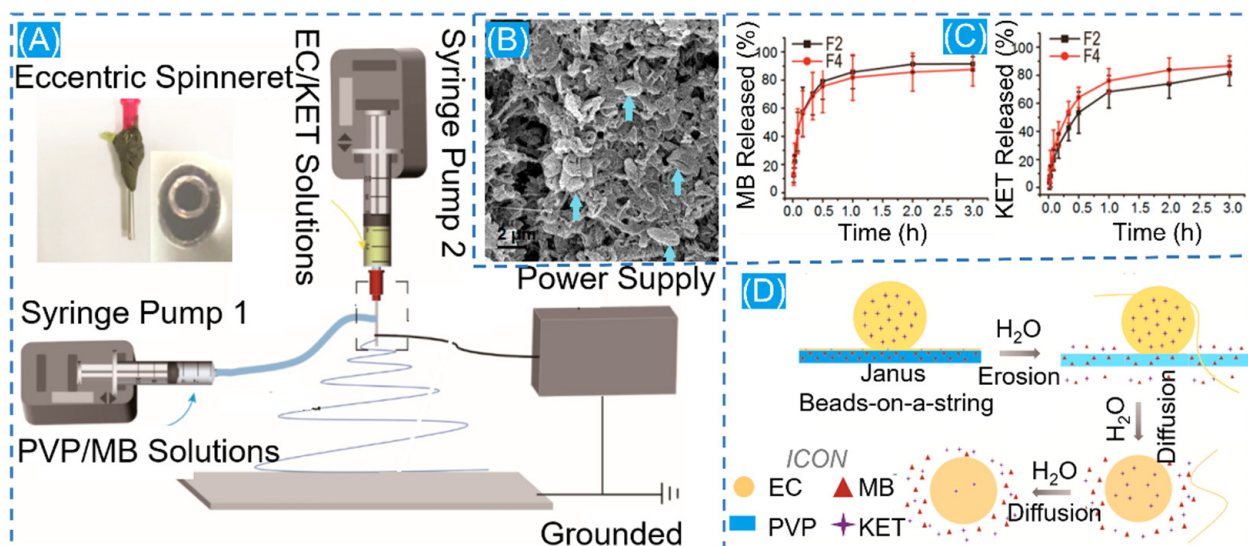 (A)
Eccentric Spinneret
EC/KET Solutions
Syringe Pump 2
Syringe Pump 1
PVP/MB Solutions
Power Supply
Grounded
(B)
2 μm
(C)
MB Released (%)
100
80
60
40
20
0
F2
F4
0.0 0.5 1.0 1.5 2.0 2.5 3.0
Time (h)
KET Released (%)
100
80
60
40
20
0
F2
F4
0.0 0.5 1.0 1.5 2.0 2.5 3.0
Time (h)
(D)
Janus
Beads-on-a-string
H2O
Erosion
H2O
Diffusion
H2O
Diffusion
ICON
EC
MB
PVP
KET